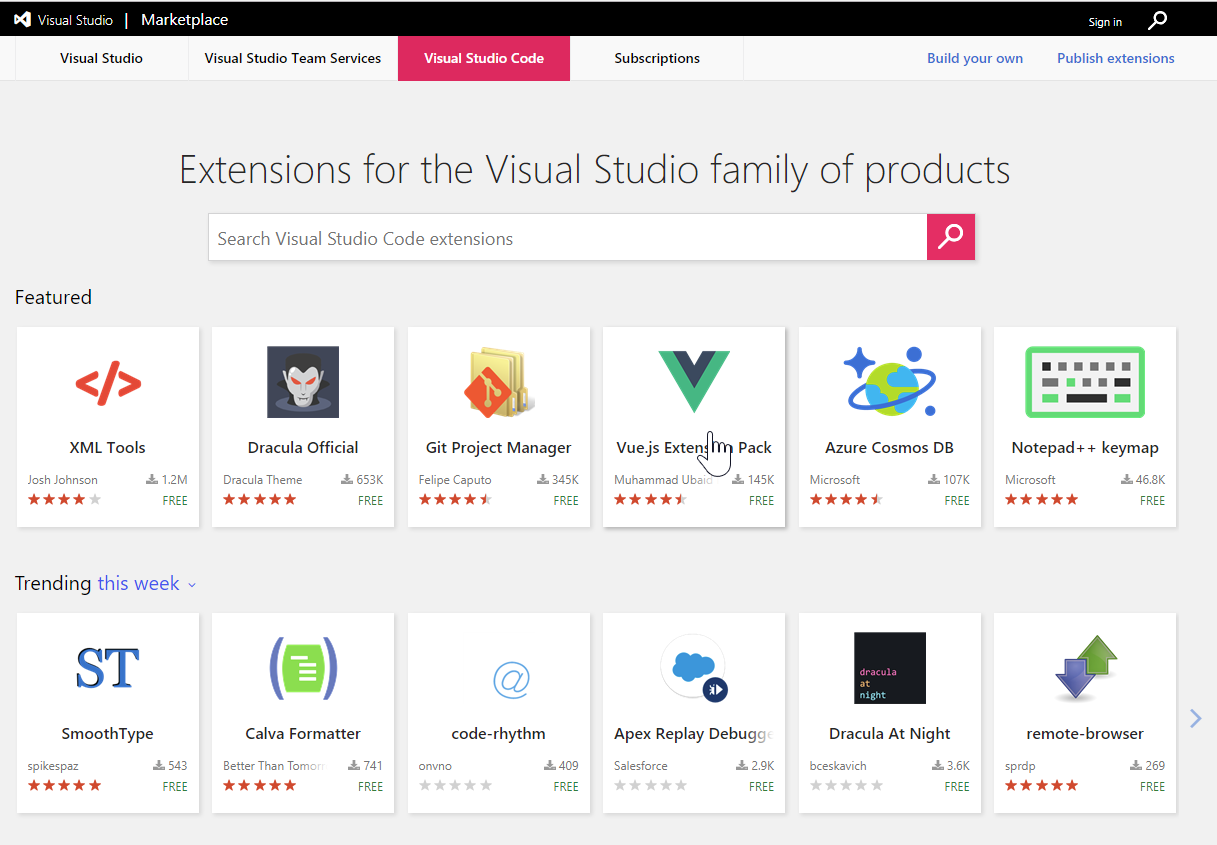 Visual Studio | Marketplace
Sign in
Visual Studio
Visual Studio Team Services
Visual Studio Code
Subscriptions
Build your own
Publish extensions
Extensions for the Visual Studio family of products
Search Visual Studio Code extensions
Featured
XML Tools
Josh Johnson 1.2M
FREE
Dracula Official
Dracula Theme 653K
FREE
Git Project Manager
Felipe Caputo 345K
FREE
Vue.js Pack
Muhammad Ubaid 145K
FREE
Azure Cosmos DB
Microsoft 107K
FREE
Notepad++ keymap
Microsoft 46.8K
FREE
Trending this week
ST
SmoothType
spikespaz 543
FREE
Calva Formatter
Better Than Tomor 741
FREE
@
code-rhythm
onvno 409
FREE
Apex Replay Debugge
Salesforce 2.9K
FREE
dracula
at
night
Dracula At Night
bceskavich 3.6K
FREE
remote-browser
sprdp 269
FREE